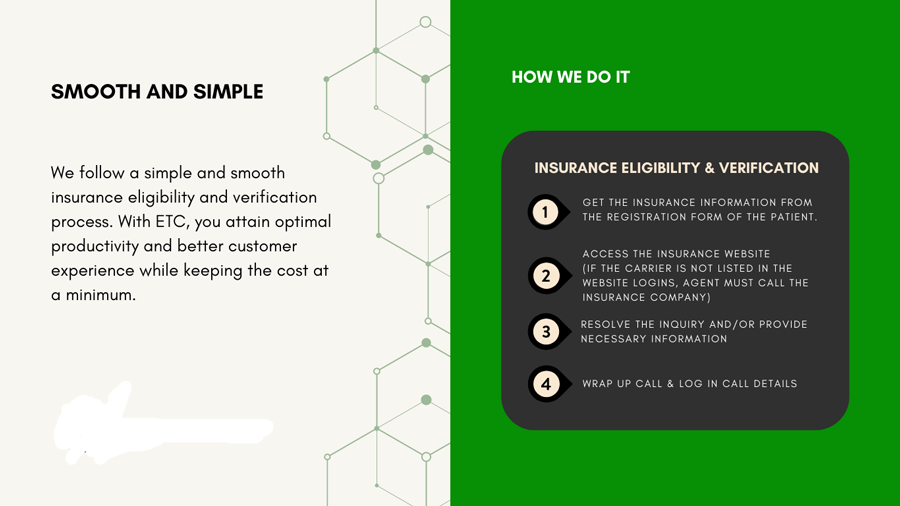 SMOOTH AND SIMPLE
We follow a simple and smooth
insurance eligibility and verification
process. With ETC, you attain optimal
productivity and better customer
experience while keeping the cost at
a minimum.
HOW WE DO IT
INSURANCE ELIGIBILITY & VERIFICATION
1 GET THE INSURANCE INFORMATION FROM
THE REGISTRATION FORM OF THE PATIENT.
2 ACCESS THE INSURANCE WEBSITE
(IF THE CARRIER IS NOT LISTED IN THE
WEBSITE LOGINS, AGENT MUST CALL THE
INSURANCE COMPANY)
3 RESOLVE THE INQUIRY AND/OR PROVIDE
NECESSARY INFORMATION
4 WRAP UP CALL & LOG IN CALL DETAILS